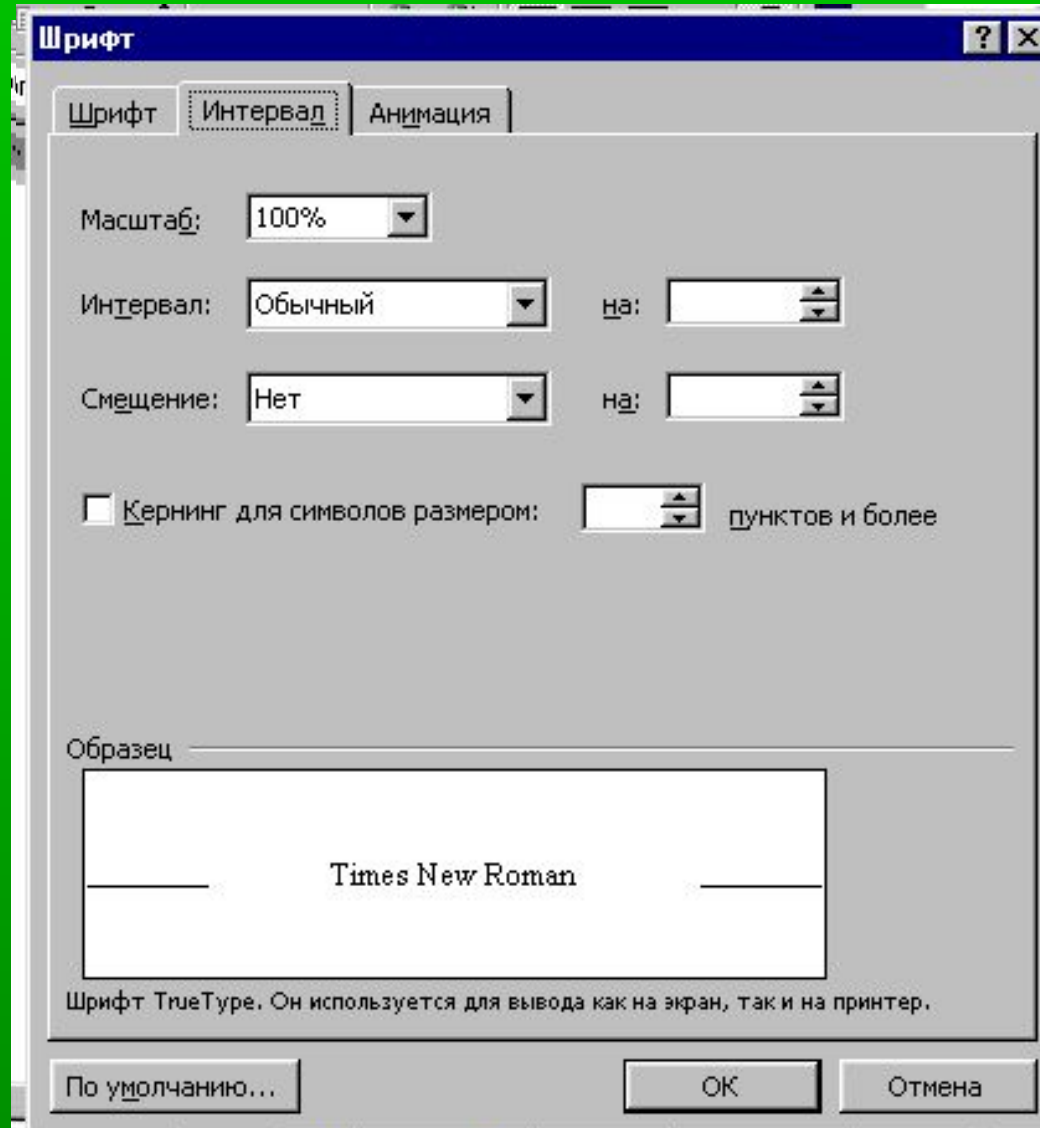 Шрифт
Шрифт Интервал Анимация
Масштаб: 100%
Интервал: Обычный на:
Смещение: Нет на:
Кернинг для символов размером: пунктов и более
Образец
Times New Roman
Шрифт TrueType. Он используется для вывода как на экран, так и на принтер.
По умолчанию... ОК Отмена